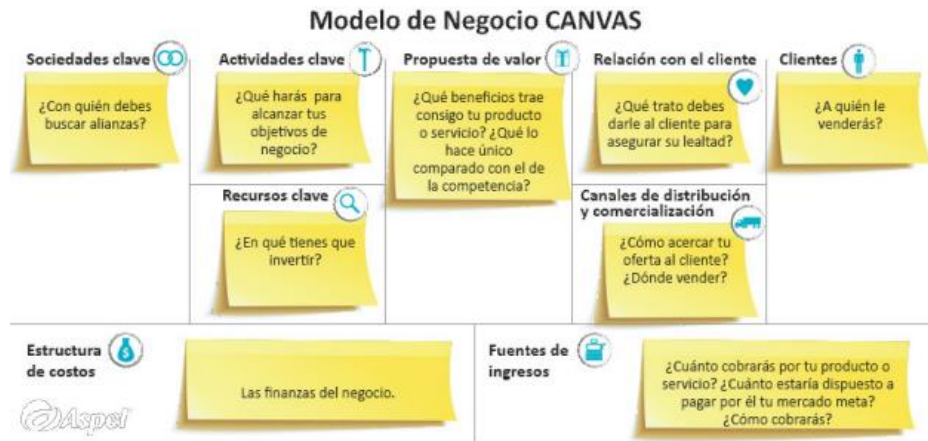 Modelo de Negocio CANVAS
Sociedades clave
¿Con quién debes
buscar alianzas?
Actividades clave
¿Qué harás para
alcanzar tus
objetivos de
negocio?
Recursos clave
¿En qué tienes que
invertir?
Propuesta de valor
¿Qué beneficios trae
consigo tu producto
o servicio? ¿Qué lo
hace único
comparado con el de
la competencia?
Relación con el cliente
¿Qué trato debes
darle al cliente para
asegurar su lealtad?
Canales de distribución
y comercialización
¿Cómo acercar tu
oferta al cliente?
¿Dónde vender?
Clientes
¿A quién le
venderás?
Estructura
de costos
$
Las finanzas del negocio.
Fuentes de
ingresos
¿Cuánto cobrarás por tu producto o
servicio? ¿Cuánto estaría dispuesto a
pagar por él tu mercado meta?
¿Cómo cobrarás?
Aspel